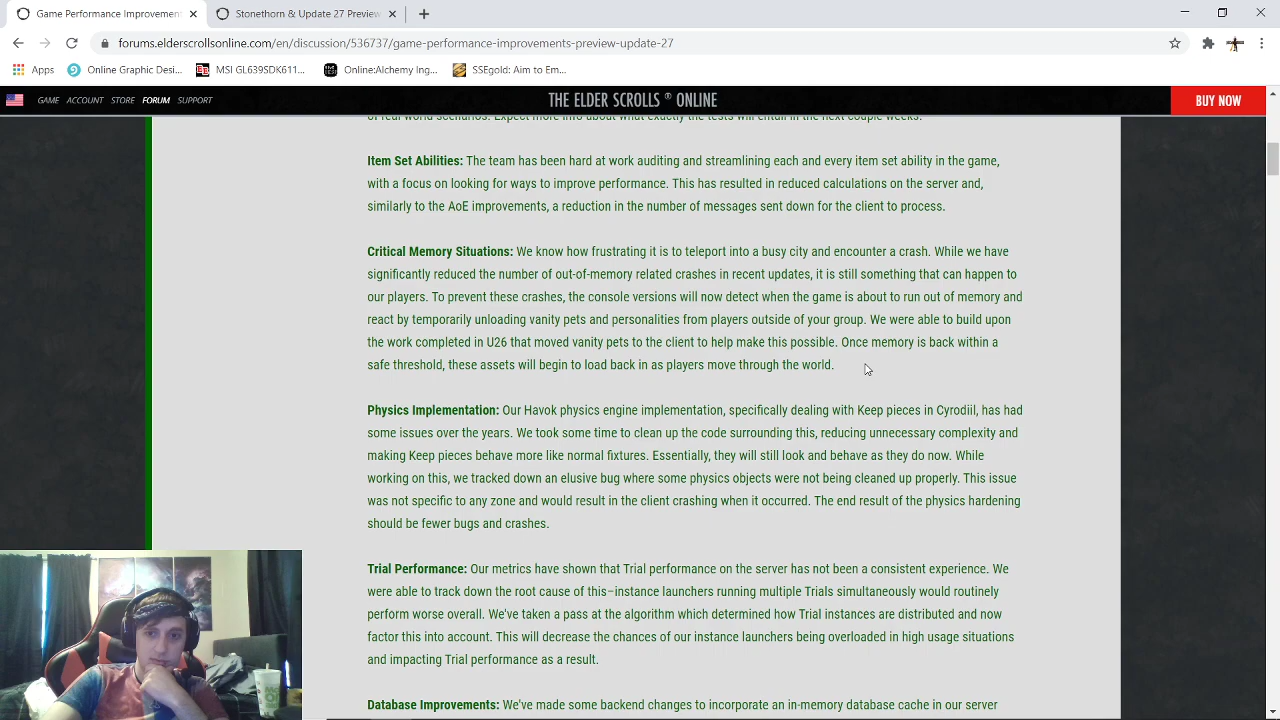 Game Performance Improvement
Stonethorn & Update 27 Preview
forums.elderscrollsonline.com/en/discussion/536737/game-performance-improvements-preview-update-27
Apps
Online Graphic Desi...
MSI GL639SDK611...
Online:Alchemy Ing...
SSEgold: Aim to Em...
GAME ACCOUNT STORE FORUM SUPPORT
THE ELDER SCROLLS ® ONLINE
BUY NOW
of real world scenarios. Expect more info about what exactly the tests will entail in the next couple weeks.
Item Set Abilities: The team has been hard at work auditing and streamlining each and every item set ability in the game,
with a focus on looking for ways to improve performance. This has resulted in reduced calculations on the server and,
similarly to the AoE improvements, a reduction in the number of messages sent down for the client to process.
Critical Memory Situations: We know how frustrating it is to teleport into a busy city and encounter a crash. While we have
significantly reduced the number of out-of-memory related crashes in recent updates, it is still something that can happen to
our players. To prevent these crashes, the console versions will now detect when the game is about to run out of memory and
react by temporarily unloading vanity pets and personalities from players outside of your group. We were able to build upon
the work completed in U26 that moved vanity pets to the client to help make this possible. Once memory is back within a
safe threshold, these assets will begin to load back in as players move through the world.
Physics Implementation: Our Havok physics engine implementation, specifically dealing with Keep pieces in Cyrodiil, has had
some issues over the years. We took some time to clean up the code surrounding this, reducing unnecessary complexity and
making Keep pieces behave more like normal fixtures. Essentially, they will still look and behave as they do now. While
working on this, we tracked down an elusive bug where some physics objects were not being cleaned up properly. This issue
was not specific to any zone and would result in the client crashing when it occurred. The end result of the physics hardening
should be fewer bugs and crashes.
Trial Performance: Our metrics have shown that Trial performance on the server has not been a consistent experience. We
were able to track down the root cause of this–instance launchers running multiple Trials simultaneously would routinely
perform worse overall. We've taken a pass at the algorithm which determined how Trial instances are distributed and now
factor this into account. This will decrease the chances of our instance launchers being overloaded in high usage situations
and impacting Trial performance as a result.
Database Improvements: We've made some backend changes to incorporate an in-memory database cache in our server